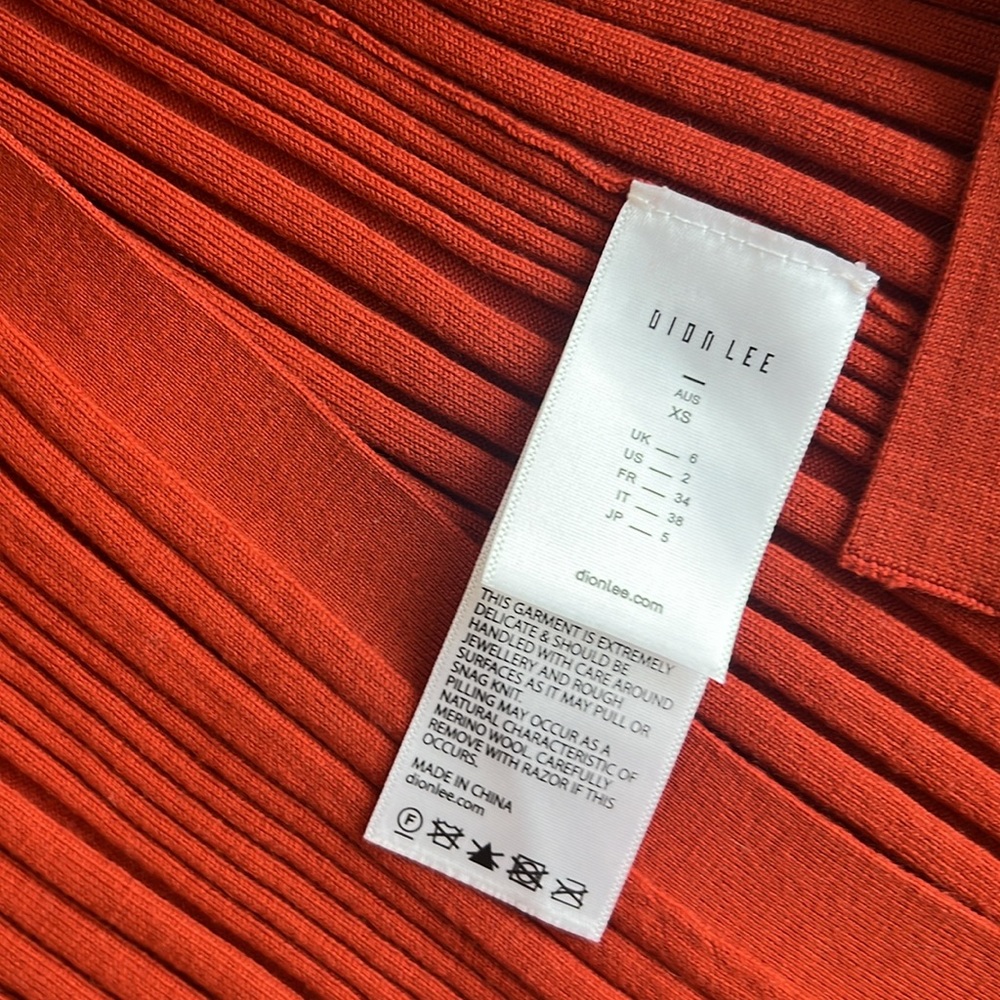 DION LEE
AUS
XS
UK — 6
US — 2
FR — 34
IT — 38
JP — 5
dionlee.com
THIS GARMENT IS EXTREMELY
DELICATE & SHOULD BE
HANDLED WITH CARE AROUND
JEWELLERY AND ROUGH
SURFACES AS IT MAY PULL OR
SNAG KNIT.
PILLING MAY OCCUR AS A
NATURAL CHARACTERISTIC OF
MERINO WOOL. CAREFULLY
REMOVE WITH RAZOR IF THIS
OCCURS.
MADE IN CHINA
dionlee.com
F